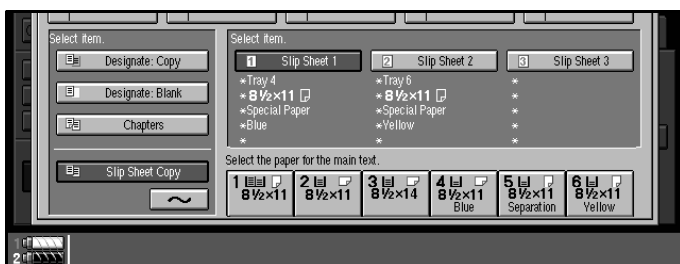 Select item.
Designate: Copy
Designate: Blank
Chapters
Slip Sheet Copy
Select item.
1 Slip Sheet 1
2 Slip Sheet 2
3 Slip Sheet 3
*Tray 4
*Tray 6
*
*8½×11
*8½×11
*
*Special Paper
*Special Paper
*
*Blue
*Yellow
*
*
*
*
Select the paper for the main text.
1 8½×11
2 8½×11
3 8½×14
4 8½×11 Blue
5 8½×11 Separation
6 8½×11 Yellow
1
2